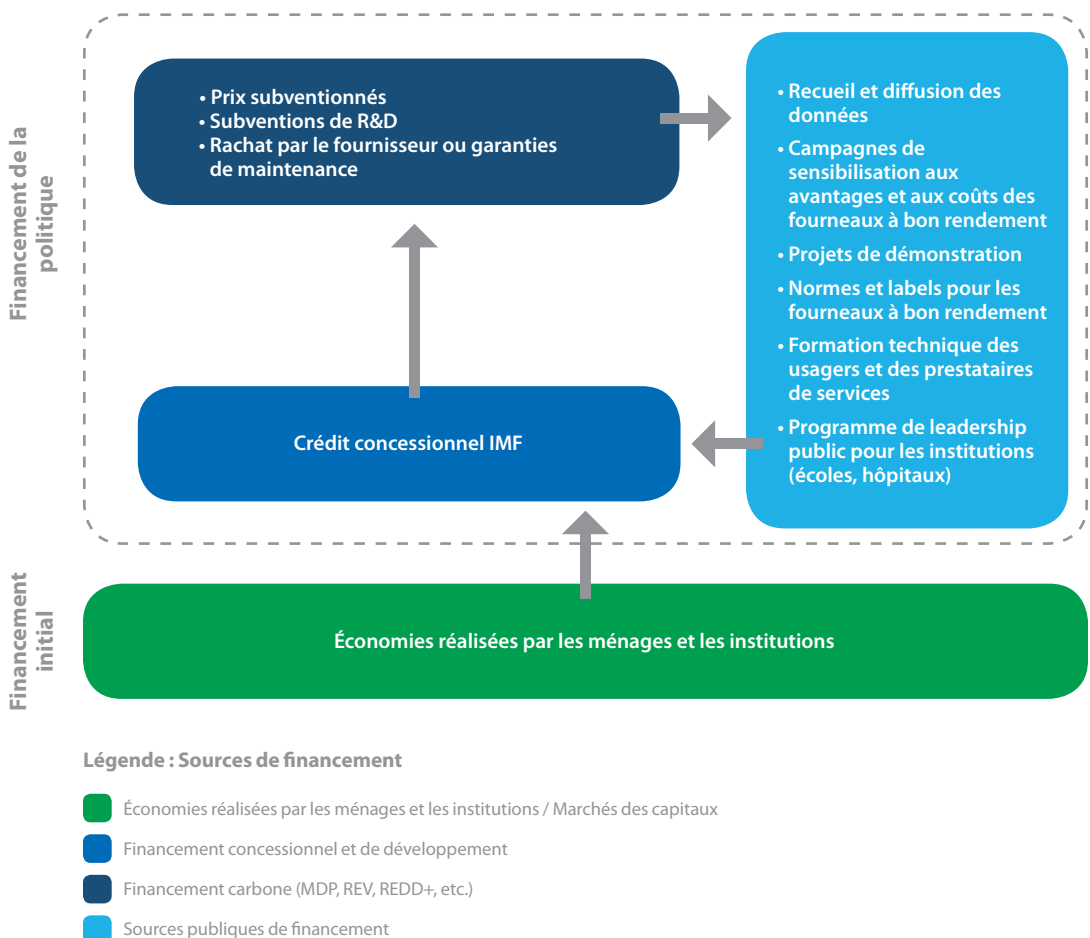 Financement de la
politique
• Prix subventionnés
• Subventions de R&D
• Rachat par le fournisseur ou garanties
de maintenance
• Recueil et diffusion des
données
• Campagnes de
sensibilisation aux
avantages et aux coûts des
fourneaux à bon rendement
• Projets de démonstration
• Normes et labels pour les
fourneaux à bon rendement
• Formation technique des
usagers et des prestataires
de services
• Programme de leadership
public pour les institutions
(écoles, hôpitaux)
Crédit concessionnel IMF
Financement
initial
Économies réalisées par les ménages et les institutions
Légende : Sources de financement
Économies réalisées par les ménages et les institutions / Marchés des capitaux
Financement concessionnel et de développement
Financement carbone (MDP, REV, REDD+, etc.)
Sources publiques de financement